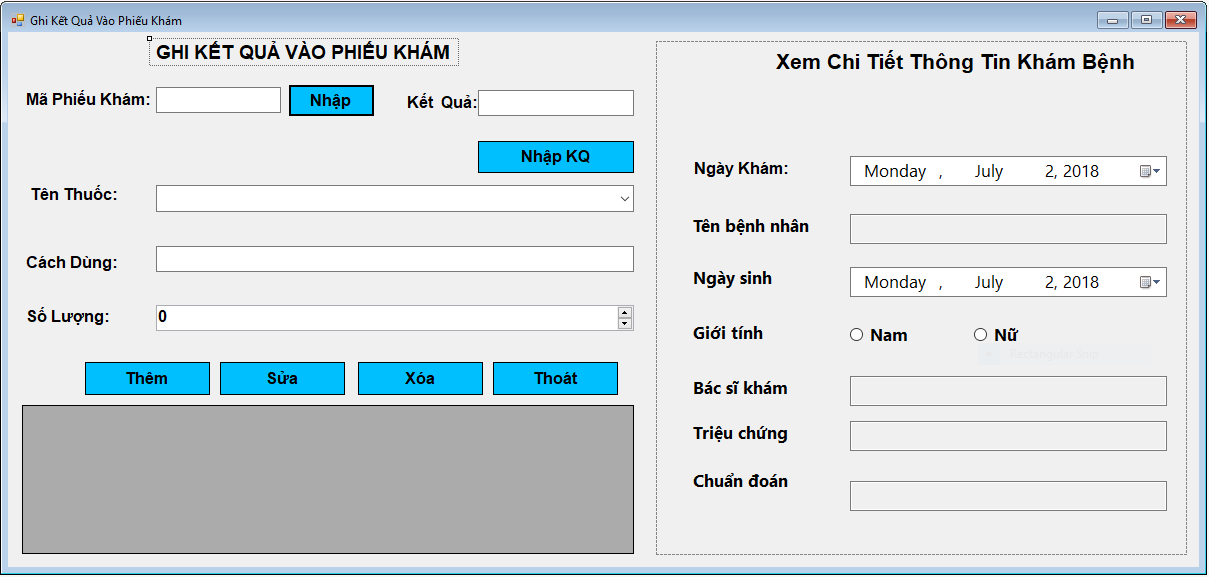 Ghi Kết Quả Vào Phiếu Khám
GHI KẾT QUẢ VÀO PHIẾU KHÁM
Mã Phiếu Khám:
Nhập
Kết Quả:
Nhập KQ
Tên Thuốc:
Cách Dùng:
Số Lượng:
0
Thêm
Sửa
Xóa
Thoát
Xem Chi Tiết Thông Tin Khám Bệnh
Ngày Khám:
Monday , July 2, 2018
Tên bệnh nhân
Ngày sinh
Monday , July 2, 2018
Giới tính
Nam
Nữ
Bác sĩ khám
Triệu chứng
Chuẩn đoán